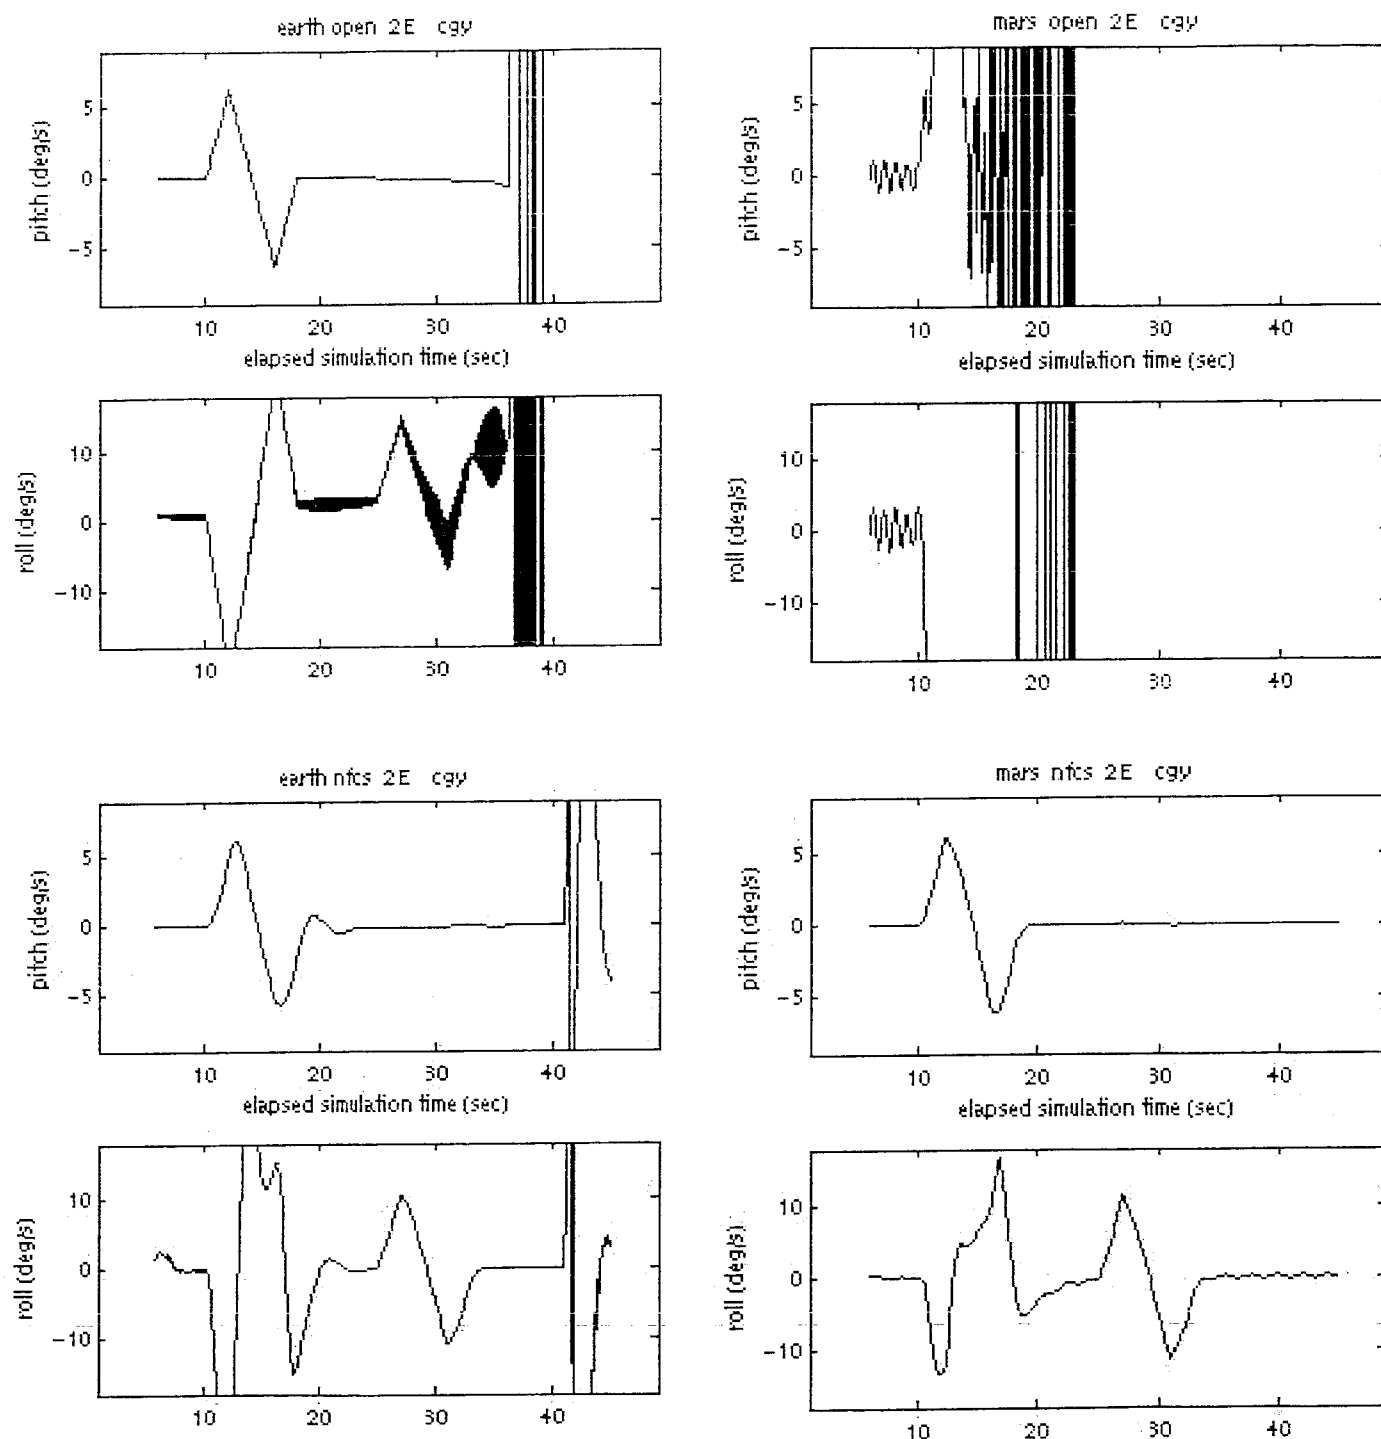 earth open 2E cgy
pitch (deg/s)
5
0
-5
10 20 30 40
elapsed simulation time (sec)
roll (deg/s)
10
0
-10
10 20 30 40
mars open 2E cgy
pitch (deg/s)
5
0
-5
10 20 30 40
elapsed simulation time (sec)
roll (deg/s)
10
0
-10
10 20 30 40
earth nfcs 2E cgy
pitch (deg/s)
5
0
-5
10 20 30 40
elapsed simulation time (sec)
roll (deg/s)
10
0
-10
10 20 30 40
mars nfcs 2E cgy
pitch (deg/s)
5
0
-5
10 20 30 40
elapsed simulation time (sec)
roll (deg/s)
10
0
-10
10 20 30 40